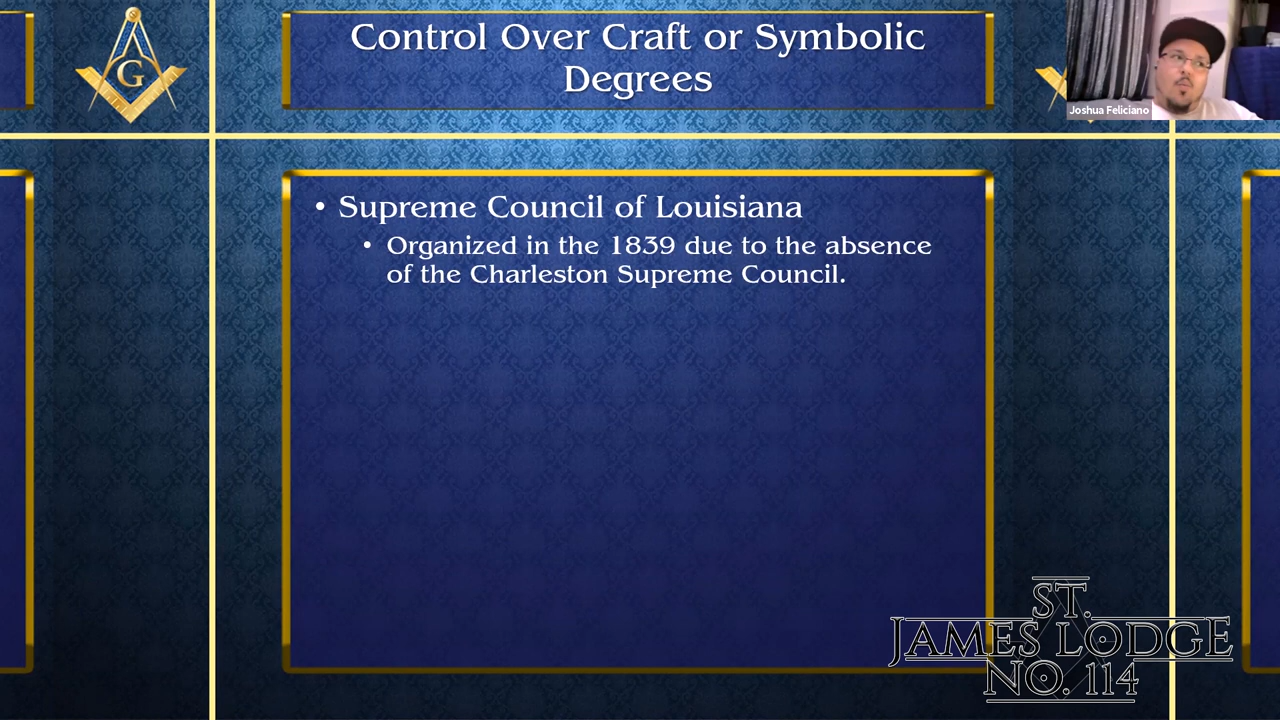 Control Over Craft or Symbolic
Degrees
G
Joshua Feliciano
• Supreme Council of Louisiana
• Organized in the 1839 due to the absence
of the Charleston Supreme Council.
ST.
JAMES LODGE
NO. 114